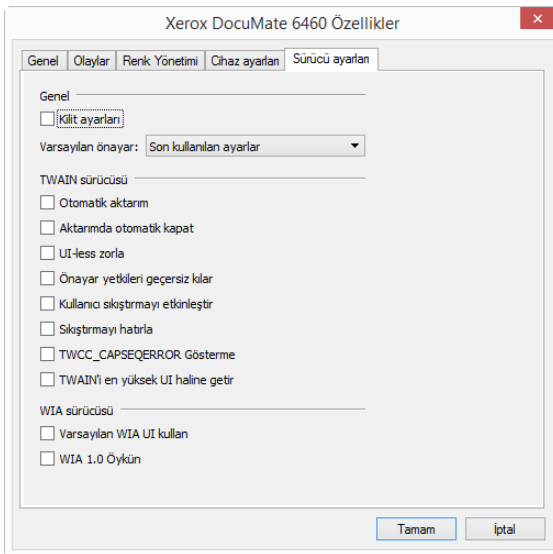 Xerox DocuMate 6460 Özellikler
Genel Olaylar Renk Yönetimi Cihaz ayarları Sürücü ayarları
Genel
Kilit ayarları
Varsayılan önayar: Son kullanılan ayarlar
TWAIN sürücüsü
Otomatik aktarım
Aktarımda otomatik kapat
UI-less zorla
Önayar yetkileri geçersiz kılar
Kullanıcı sıkıştırmayı etkinleştir
Sıkıştırmayı hatırla
TWCC_CAPSEQERROR Gösterme
TWAIN'i en yüksek UI haline getir
WIA sürücüsü
Varsayılan WIA UI kullan
WIA 1.0 Öykün
Tamam İptal